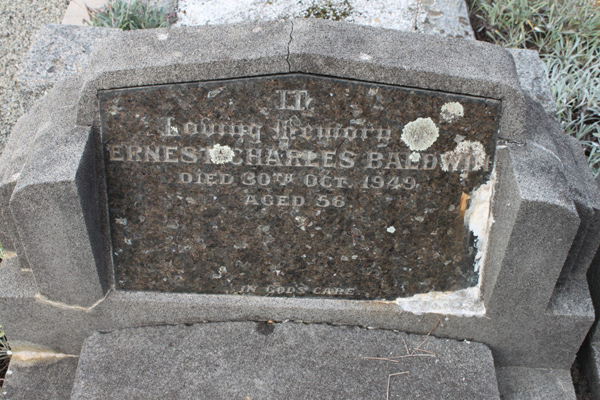 In
Loving Memory
ERNEST CHARLES BALDWIN
DIED 30TH OCT. 1949
AGED 56
IN GOD'S CARE